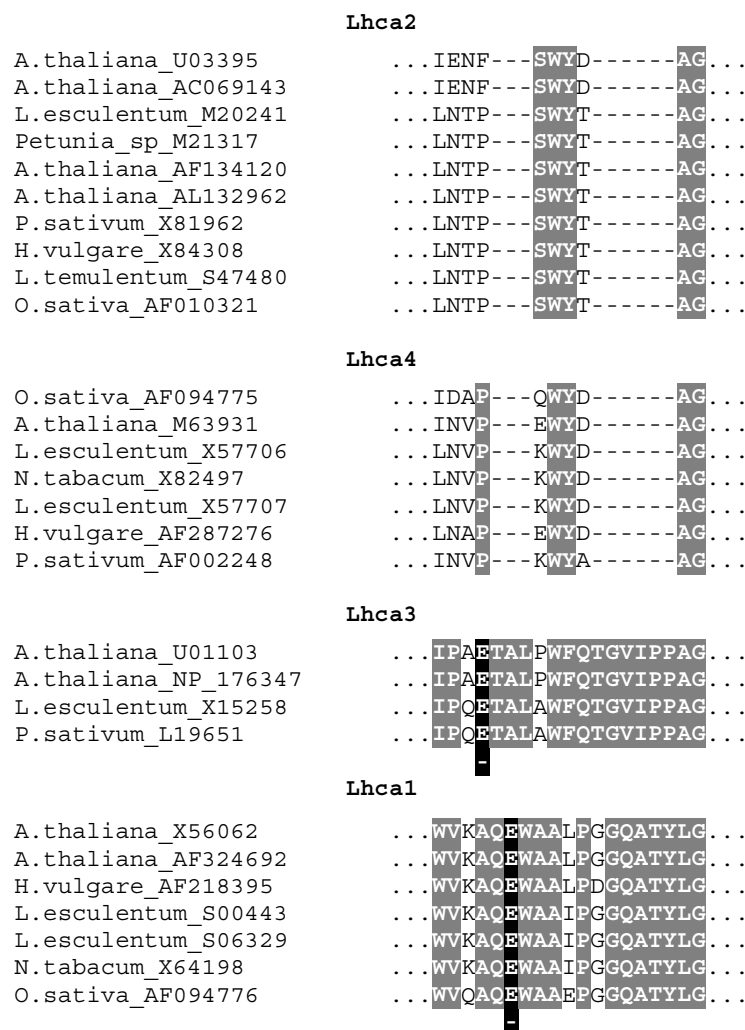 Lhca2
A.thaliana_U03395 ...IENF---SWYD------AG...
A.thaliana_AC069143 ...IENF---SWYD------AG...
L.esculentum_M20241 ...LNTP---SWYT------AG...
Petunia_sp_M21317 ...LNTP---SWYT------AG...
A.thaliana_AF134120 ...LNTP---SWYT------AG...
A.thaliana_AL132962 ...LNTP---SWYT------AG...
P.sativum_X81962 ...LNTP---SWYT------AG...
H.vulgare_X84308 ...LNTP---SWYT------AG...
L.temulentum_S47480 ...LNTP---SWYT------AG...
O.sativa_AF010321 ...LNTP---SWYT------AG...
Lhca4
O.sativa_AF094775 ...IDAP---QWYD------AG...
A.thaliana_M63931 ...INVP---EWYD------AG...
L.esculentum_X57706 ...LNVP---KWYD------AG...
N.tabacum_X82497 ...LNVP---KWYD------AG...
L.esculentum_X57707 ...LNVP---KWYD------AG...
H.vulgare_AF287276 ...LNAP---EWYD------AG...
P.sativum_AF002248 ...INVP---KWYA------AG...
Lhca3
A.thaliana_U01103 ...IPAETALPWFQTGVIPPAG...
A.thaliana_NP_176347 ...IPAETALPWFQTGVIPPAG...
L.esculentum_X15258 ...IPQETALAWFQTGVIPPAG...
P.sativum_L19651 ...IPQETALAWFQTGVIPPAG...
-
Lhca1
A.thaliana_X56062 ...WVKAQEWAALPGGQATYLG...
A.thaliana_AF324692 ...WVKAQEWAALPGGQATYLG...
H.vulgare_AF218395 ...WVKAQEWAALPDGQATYLG...
L.esculentum_S00443 ...WVKAQEWAAIPGGQATYLG...
L.esculentum_S06329 ...WVKAQEWAAIPGGQATYLG...
N.tabacum_X64198 ...WVKAQEWAAIPGGQATYLG...
O.sativa_AF094776 ...WVQAQEWAAEPGGQATYLG...
-